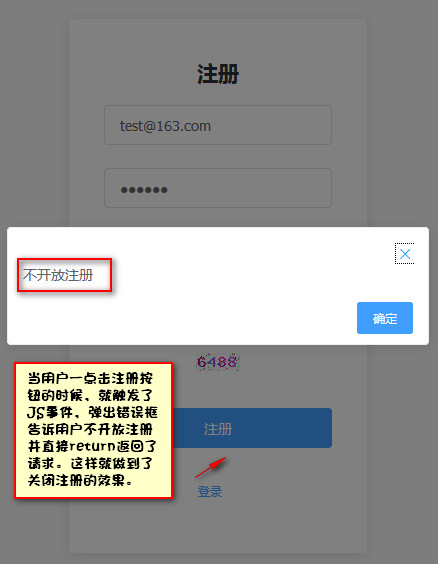 注册
test@163.com
不开放注册
确定
6488
当用户一点击注册按
钮的时候，就触发了
JS事件，弹出错误框
告诉用户不开放注册
并直接return返回了
请求。这样就做到了
关闭注册的效果。
注册
登录